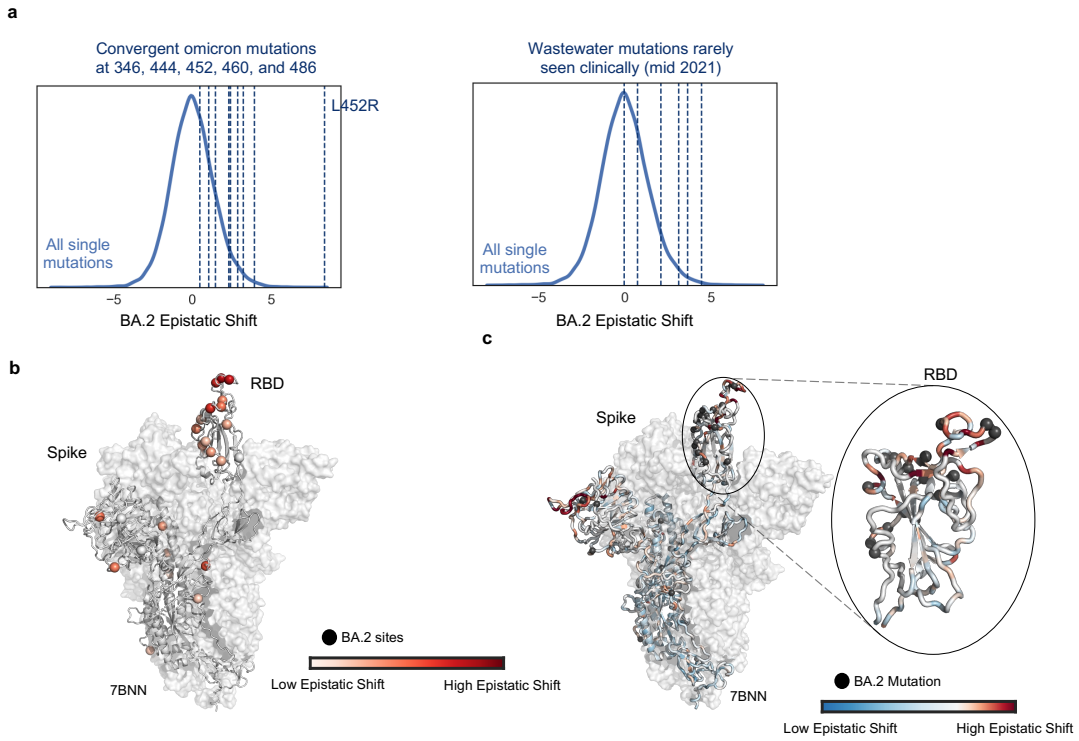 a
Convergent omicron mutations
at 346, 444, 452, 460, and 486
L452R
All single
mutations
−5
0
5
BA.2 Epistatic Shift
Wastewater mutations rarely
seen clinically (mid 2021)
All single
mutations
−5
0
5
BA.2 Epistatic Shift
b
RBD
Spike
BA.2 sites
Low Epistatic Shift
High Epistatic Shift
7BNN
c
RBD
Spike
7BNN
BA.2 Mutation
Low Epistatic Shift
High Epistatic Shift